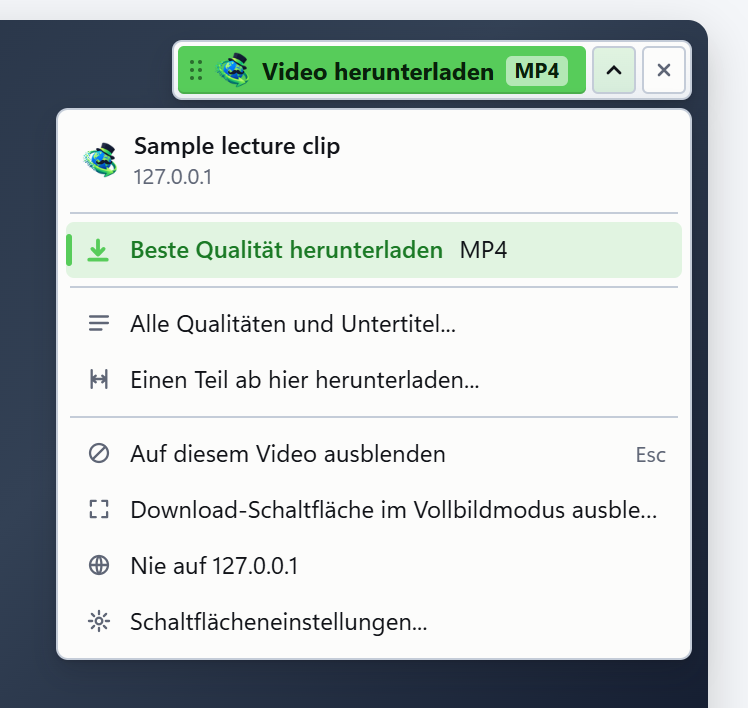 Video herunterladen MP4
Sample lecture clip
127.0.0.1
Beste Qualität herunterladen MP4
Alle Qualitäten und Untertitel...
Einen Teil ab hier herunterladen...
Auf diesem Video ausblenden Esc
Download-Schaltfläche im Vollbildmodus ausble...
Nie auf 127.0.0.1
Schaltflächeneinstellungen...